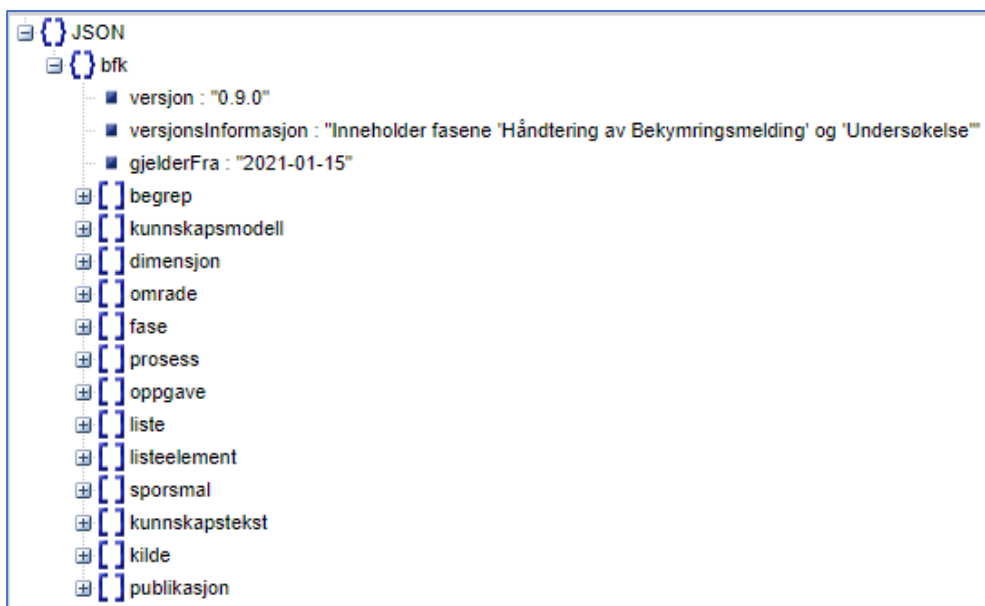 JSON
bfk
versjon : "0.9.0"
versjonsInformasjon : "Inneholder fasene 'Håndtering av Bekymringsmelding' og 'Undersøkelse'"
gjelderFra : "2021-01-15"
begrep
kunnskapsmodell
dimensjon
omrade
fase
prosess
oppgave
liste
listeelement
sporsmal
kunnskapstekst
kilde
publikasjon